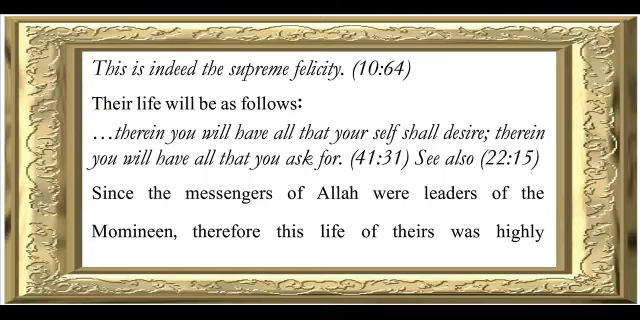 This is indeed the supreme felicity. (10:64)
Their life will be as follows:
…therein you will have all that your self shall desire; therein
you will have all that you ask for. (41:31) See also (22:15)
Since the messengers of Allah were leaders of the
Momineen, therefore this life of theirs was highly